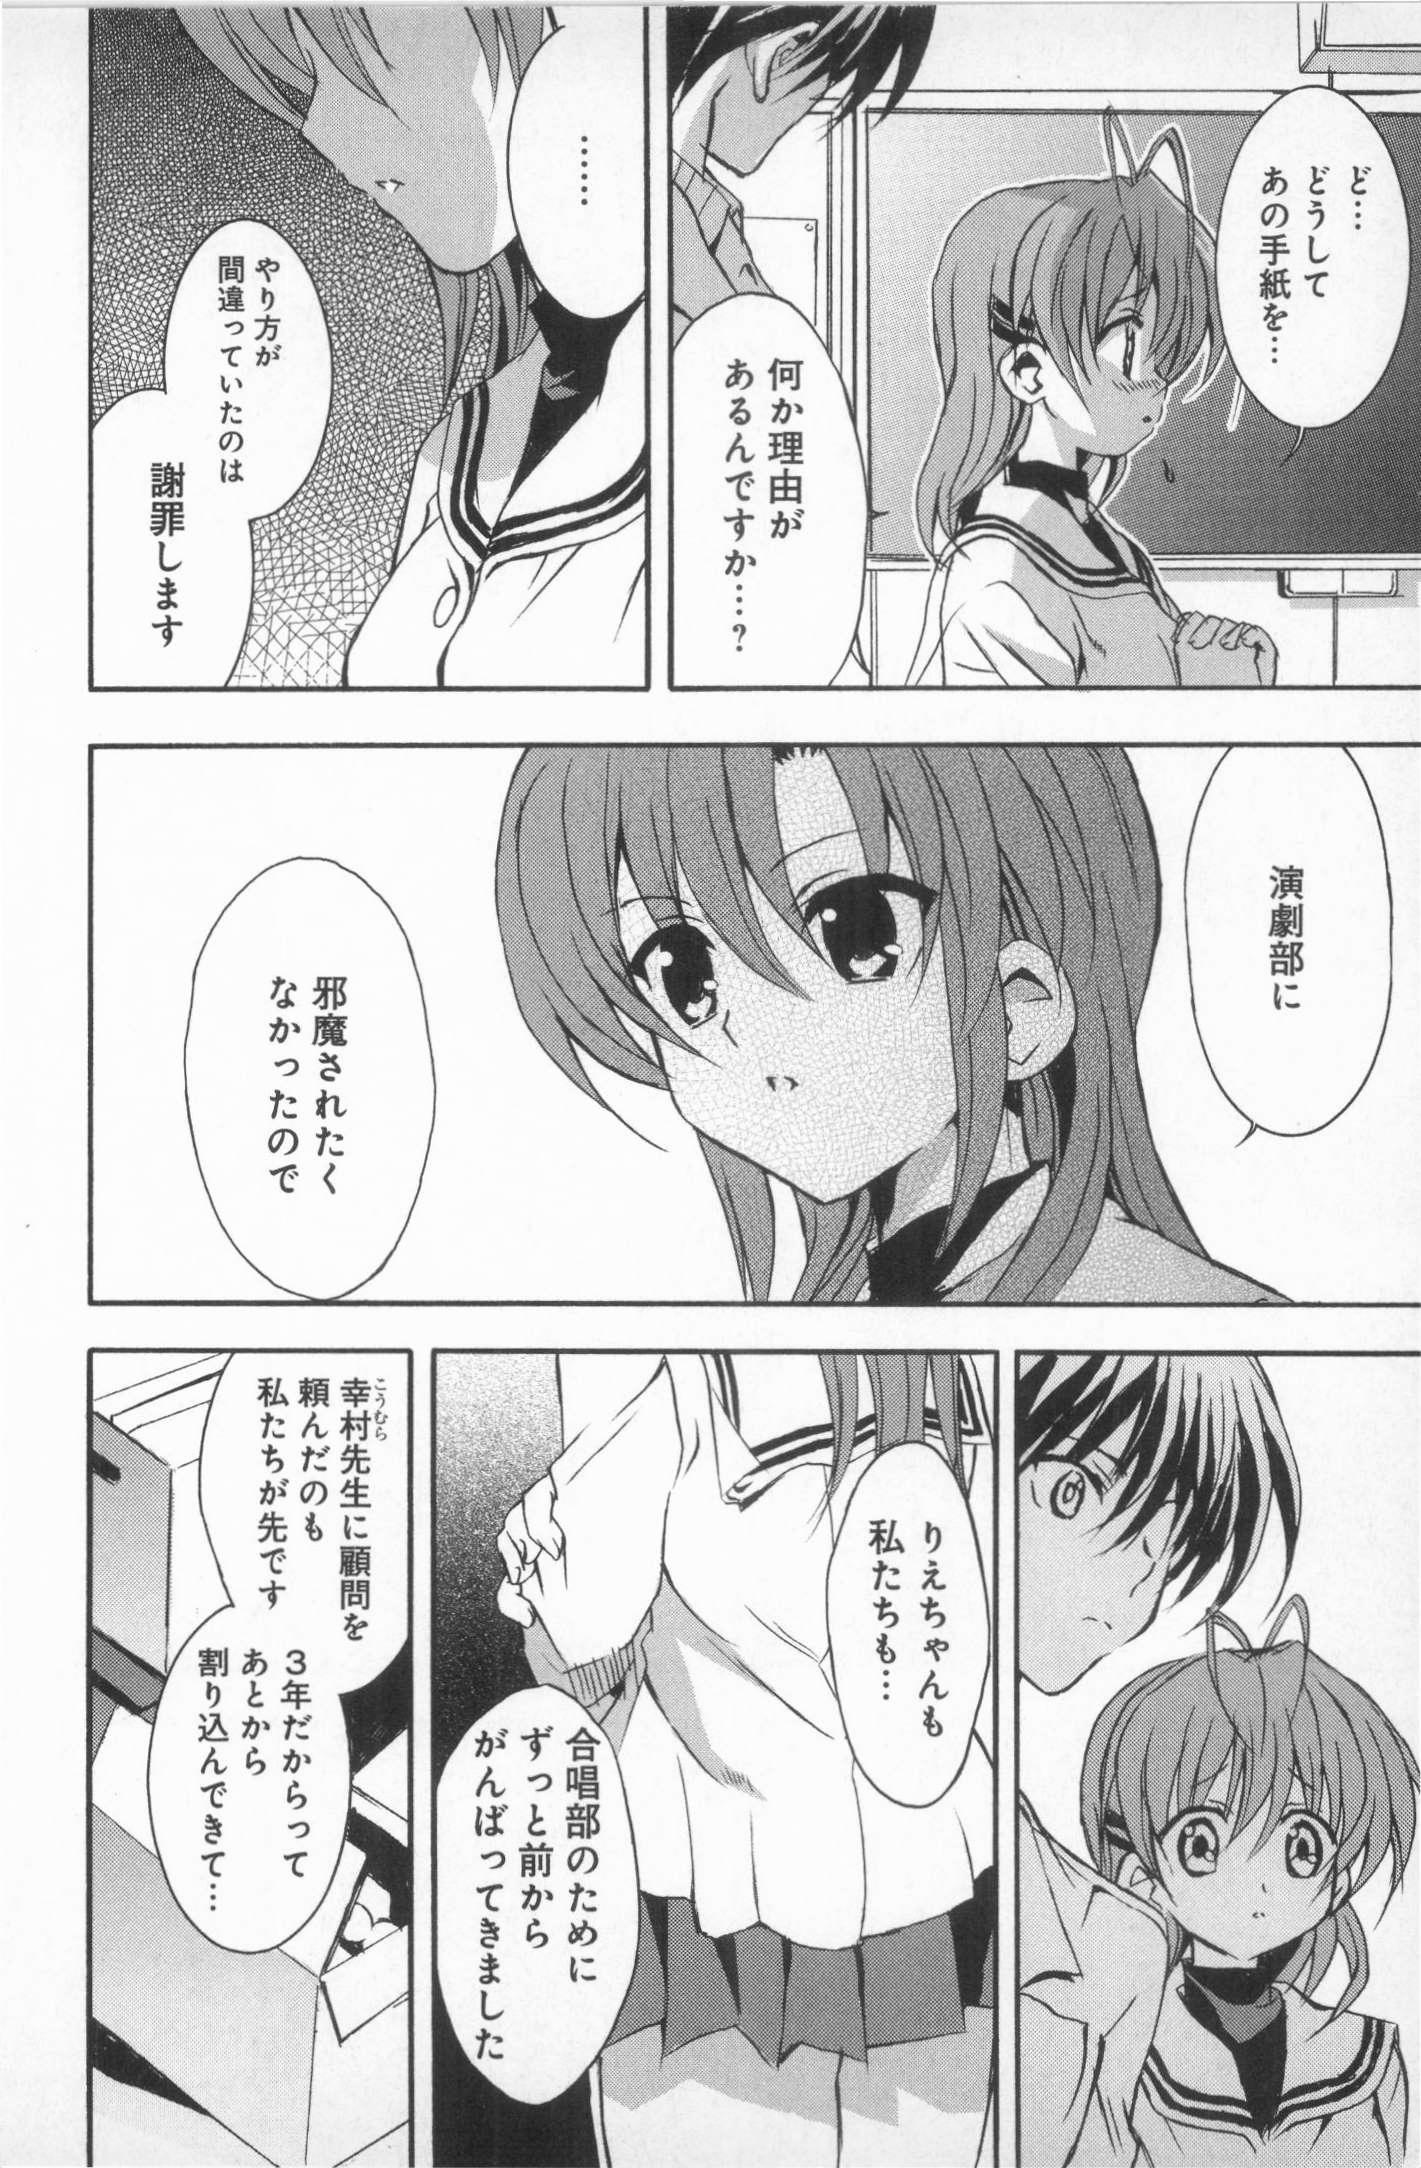 ど…
どうして
あの手紙を…
何か理由が
あるんですか…？
……
やり方が
間違っていたのは
謝罪します
演劇部に
邪魔されたく
なかったので
りえちゃんも
私たちも…
合唱部のために
ずっと前から
がんばってきました
幸村先生に顧問を
こうむら
頼んだのも
私たちが先です
３年だからって
あとから
割り込んできて…